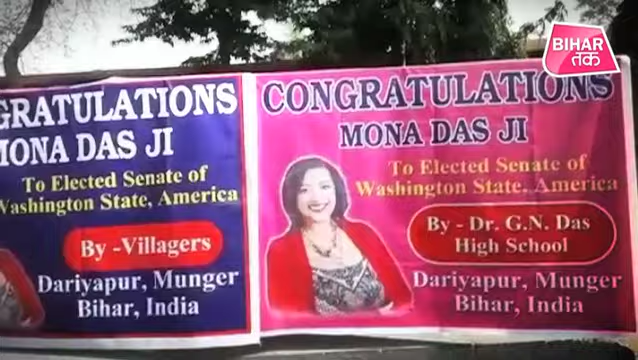 BIHAR
तक
GRATULATIONS
MONA DAS JI
To Elected Senate of
Washington State, America
By -Villagers
Dariyapur, Munger
Bihar, India
CONGRATULATIONS
MONA DAS JI
To Elected Senate of
Washington State, America
By - Dr. G.N. Das
High School
Dariyapur, Munger
Bihar, India